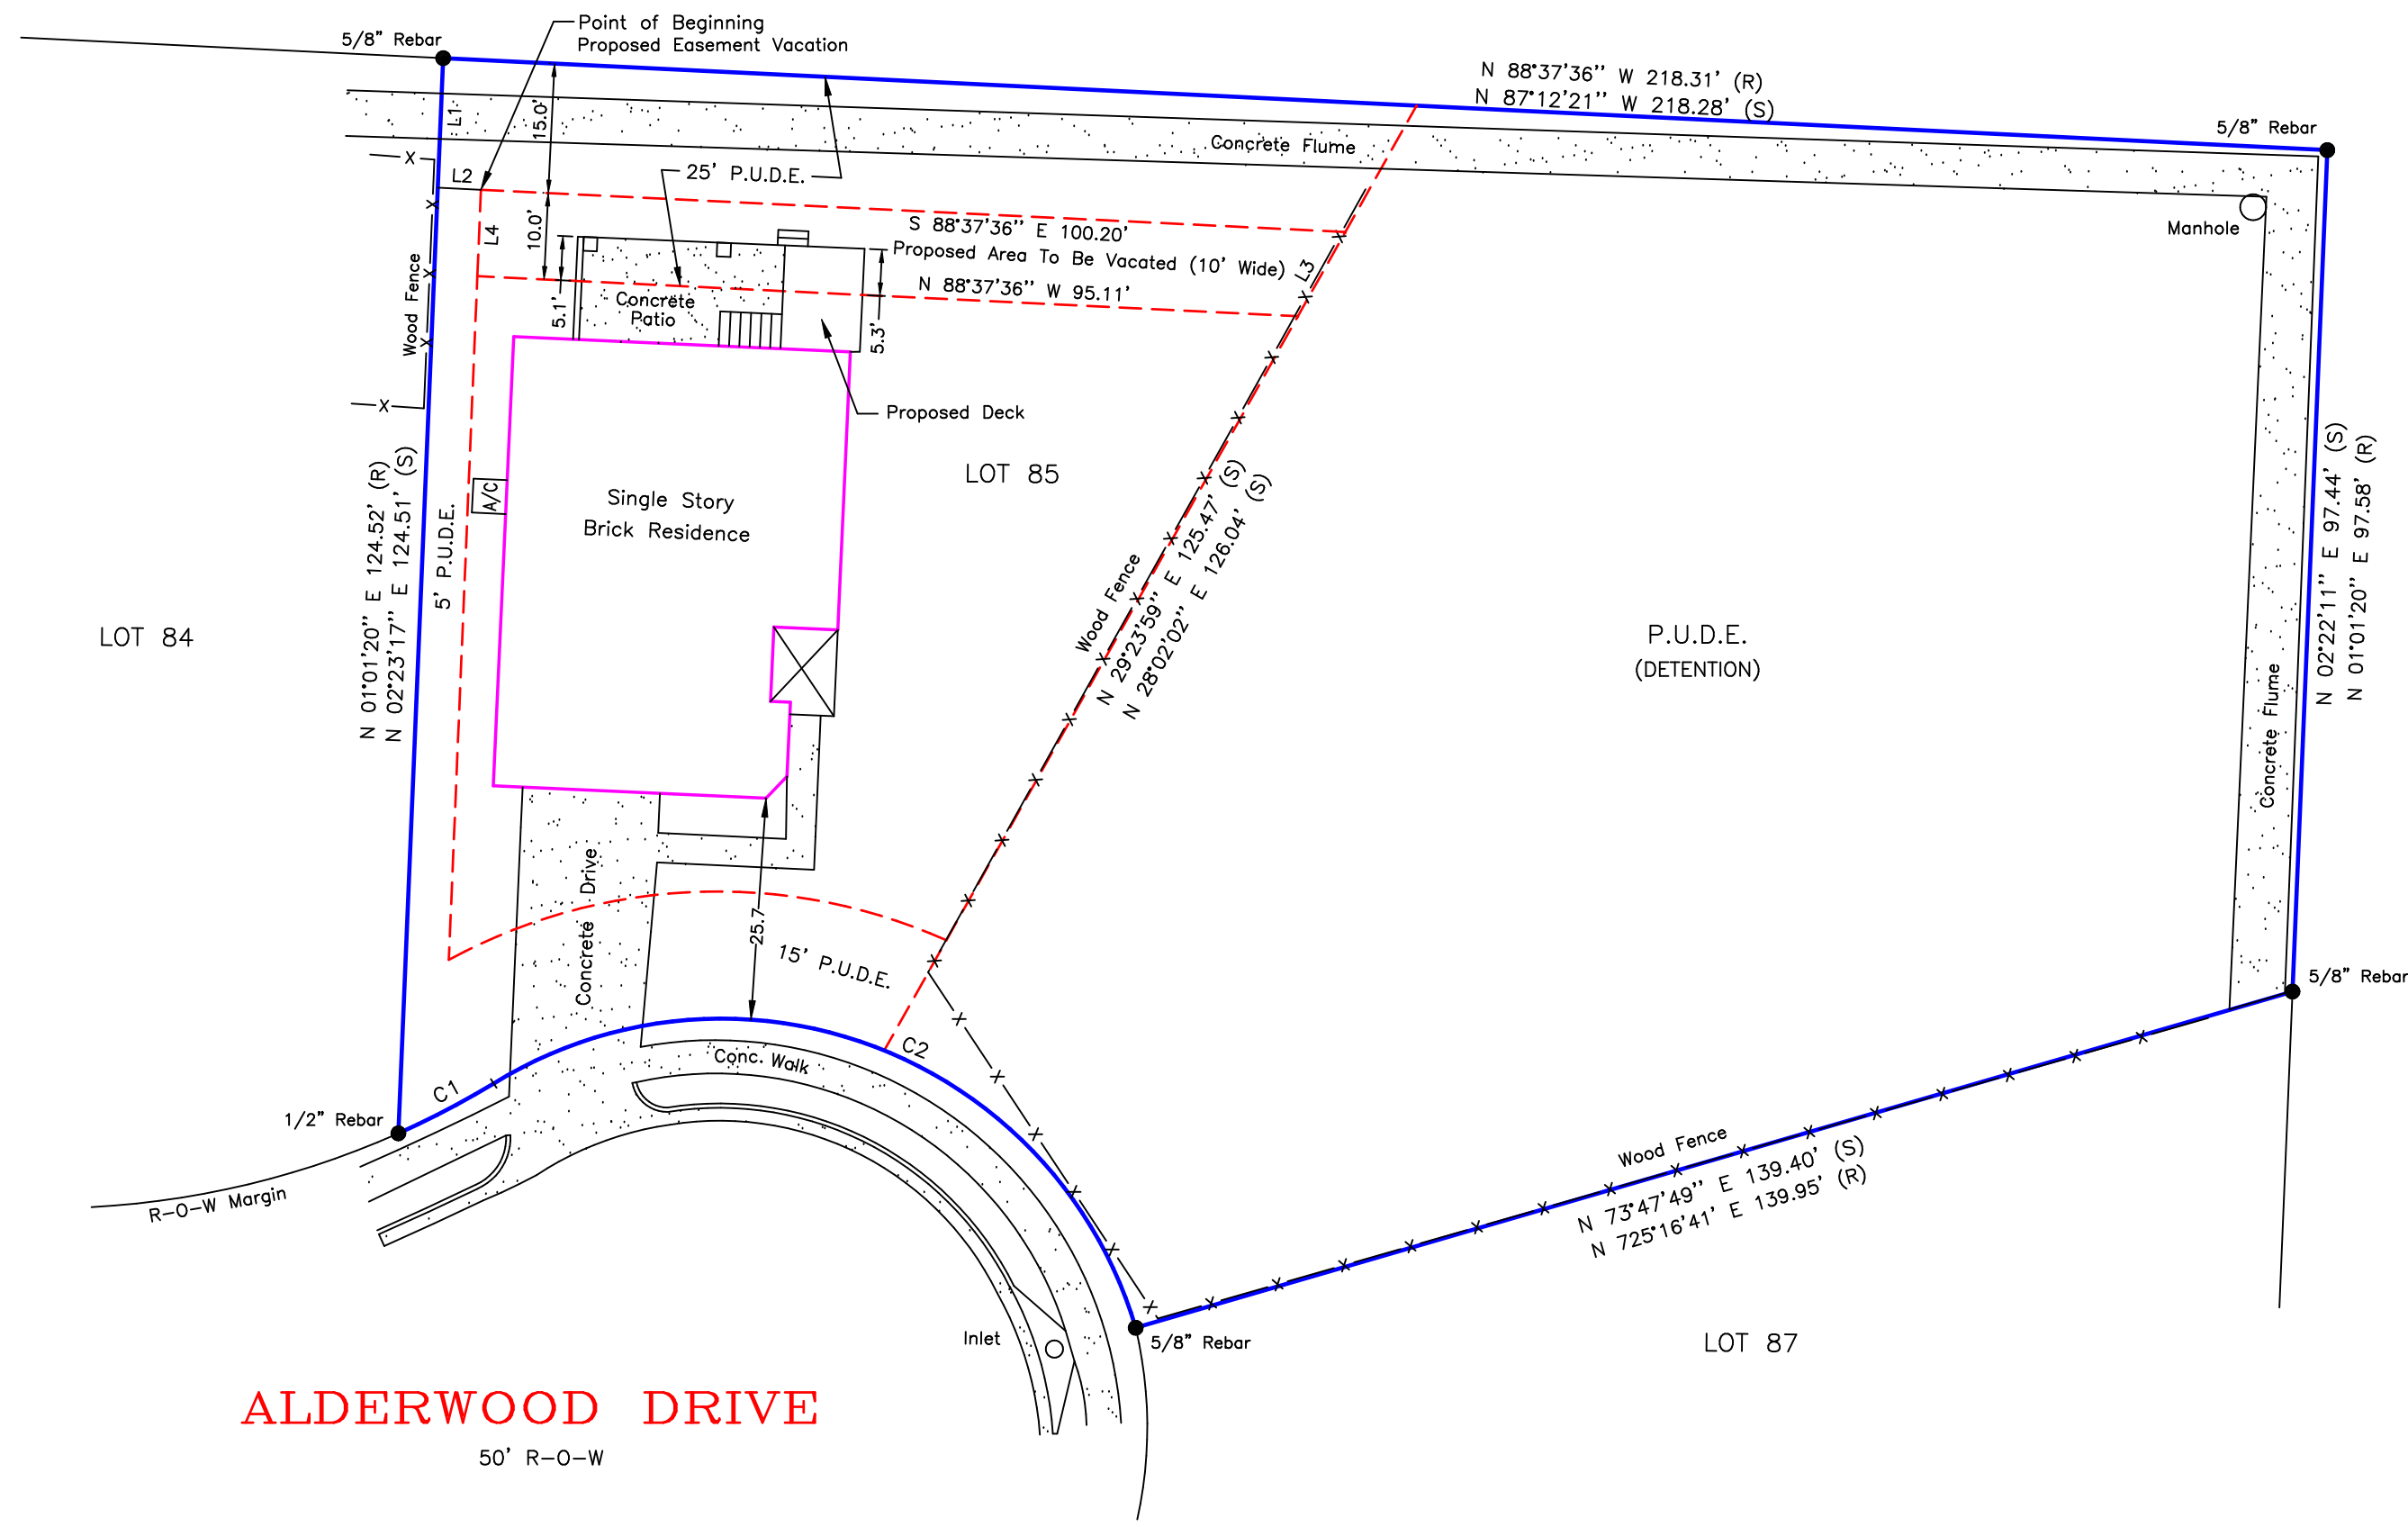 Point of Beginning
Proposed Easement Vacation
5/8" Rebar
N 88°37'36" W 218.31' (R)
N 87°12'21" W 218.28' (S)
5/8" Rebar
L1
15.0'
Concrete Flume
25' P.U.D.E.
L2
Manhole
L4
10.0'
S 88°37'36" E 100.20'
Proposed Area To Be Vacated (10' Wide)
L3
N 88°37'36" W 95.11'
Wood Fence
5.1'
Concrete
Patio
5.3'
Proposed Deck
LOT 85
Single Story
Brick Residence
A/C
N 01°01'20" E 124.52' (R)
N 02°23'17" E 124.51' (S)
5' P.U.D.E.
LOT 84
Wood Fence
N 29°23'59" E 125.47' (S)
N 28°02'02" E 126.04' (S)
P.U.D.E.
(DETENTION)
N 02°22'11" E 97.44' (S)
N 01°01'20" E 97.58' (R)
Concrete Flume
Concrete Drive
25.7
15' P.U.D.E.
5/8" Rebar
C2
Conc. Walk
C1
1/2" Rebar
R-O-W Margin
Wood Fence
N 73°47'49" E 139.40' (S)
N 725°16'41' E 139.95' (R)
Inlet
5/8" Rebar
LOT 87
ALDERWOOD DRIVE
50' R-O-W